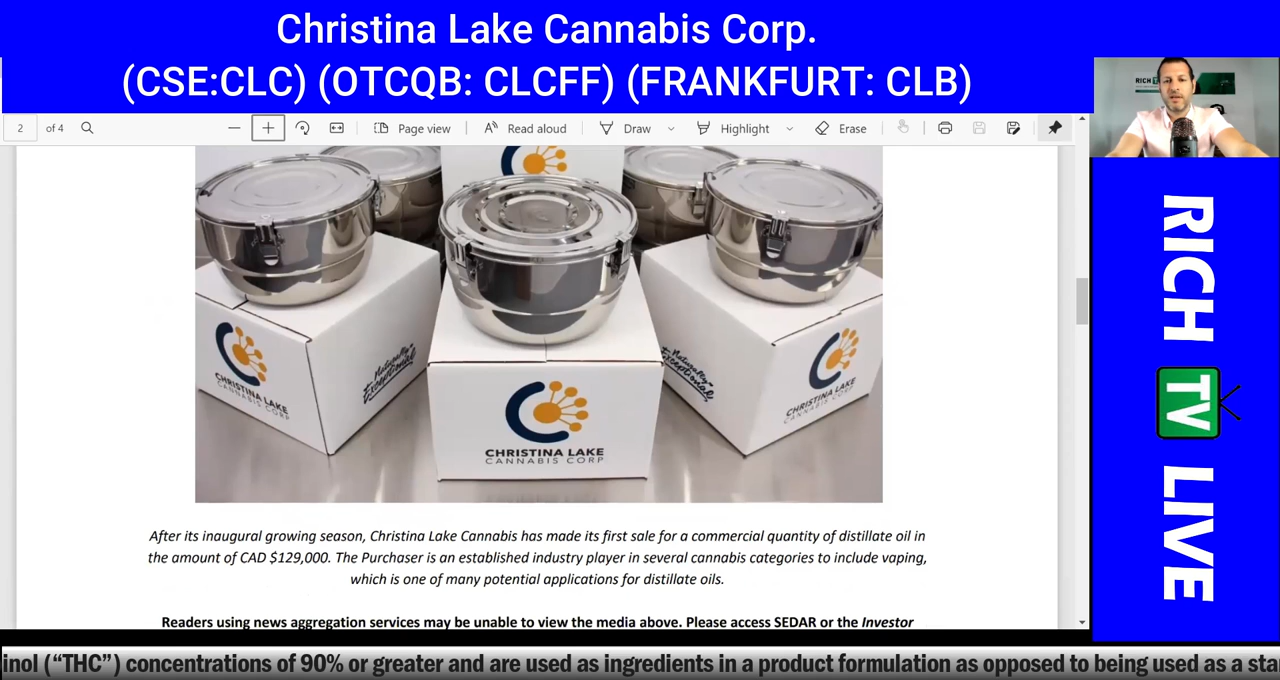 Christina Lake Cannabis Corp.
(CSE:CLC) (OTCQB: CLCFF) (FRANKFURT: CLB)
RICH T
2 of 4
Page view
Read aloud
Draw
Highlight
Erase
CHRISTINA LAKE
CANNABIS CORP
Naturally
Exceptional
CHRISTINA LAKE
CANNABIS CORP
Naturally
Exceptional
CHRISTINA LAKE
CANNABIS CORP
After its inaugural growing season, Christina Lake Cannabis has made its first sale for a commercial quantity of distillate oil in
the amount of CAD $129,000. The Purchaser is an established industry player in several cannabis categories to include vaping,
which is one of many potential applications for distillate oils.
Readers using news aggregation services may be unable to view the media above. Please access SEDAR or the Investor
RICH TV LIVE
inol (“THC”) concentrations of 90% or greater and are used as ingredients in a product formulation as opposed to being used as a sta